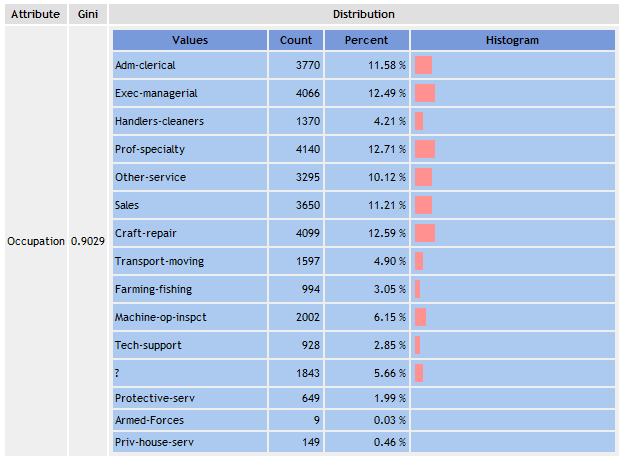 Attribute Gini Distribution
Values Count Percent Histogram
Adm-clerical 3770 11.58 %
Exec-managerial 4066 12.49 %
Handlers-cleaners 1370 4.21 %
Prof-specialty 4140 12.71 %
Other-service 3295 10.12 %
Sales 3650 11.21 %
Craft-repair 4099 12.59 %
Occupation 0.9029
Transport-moving 1597 4.90 %
Farming-fishing 994 3.05 %
Machine-op-inspct 2002 6.15 %
Tech-support 928 2.85 %
? 1843 5.66 %
Protective-serv 649 1.99 %
Armed-Forces 9 0.03 %
Priv-house-serv 149 0.46 %